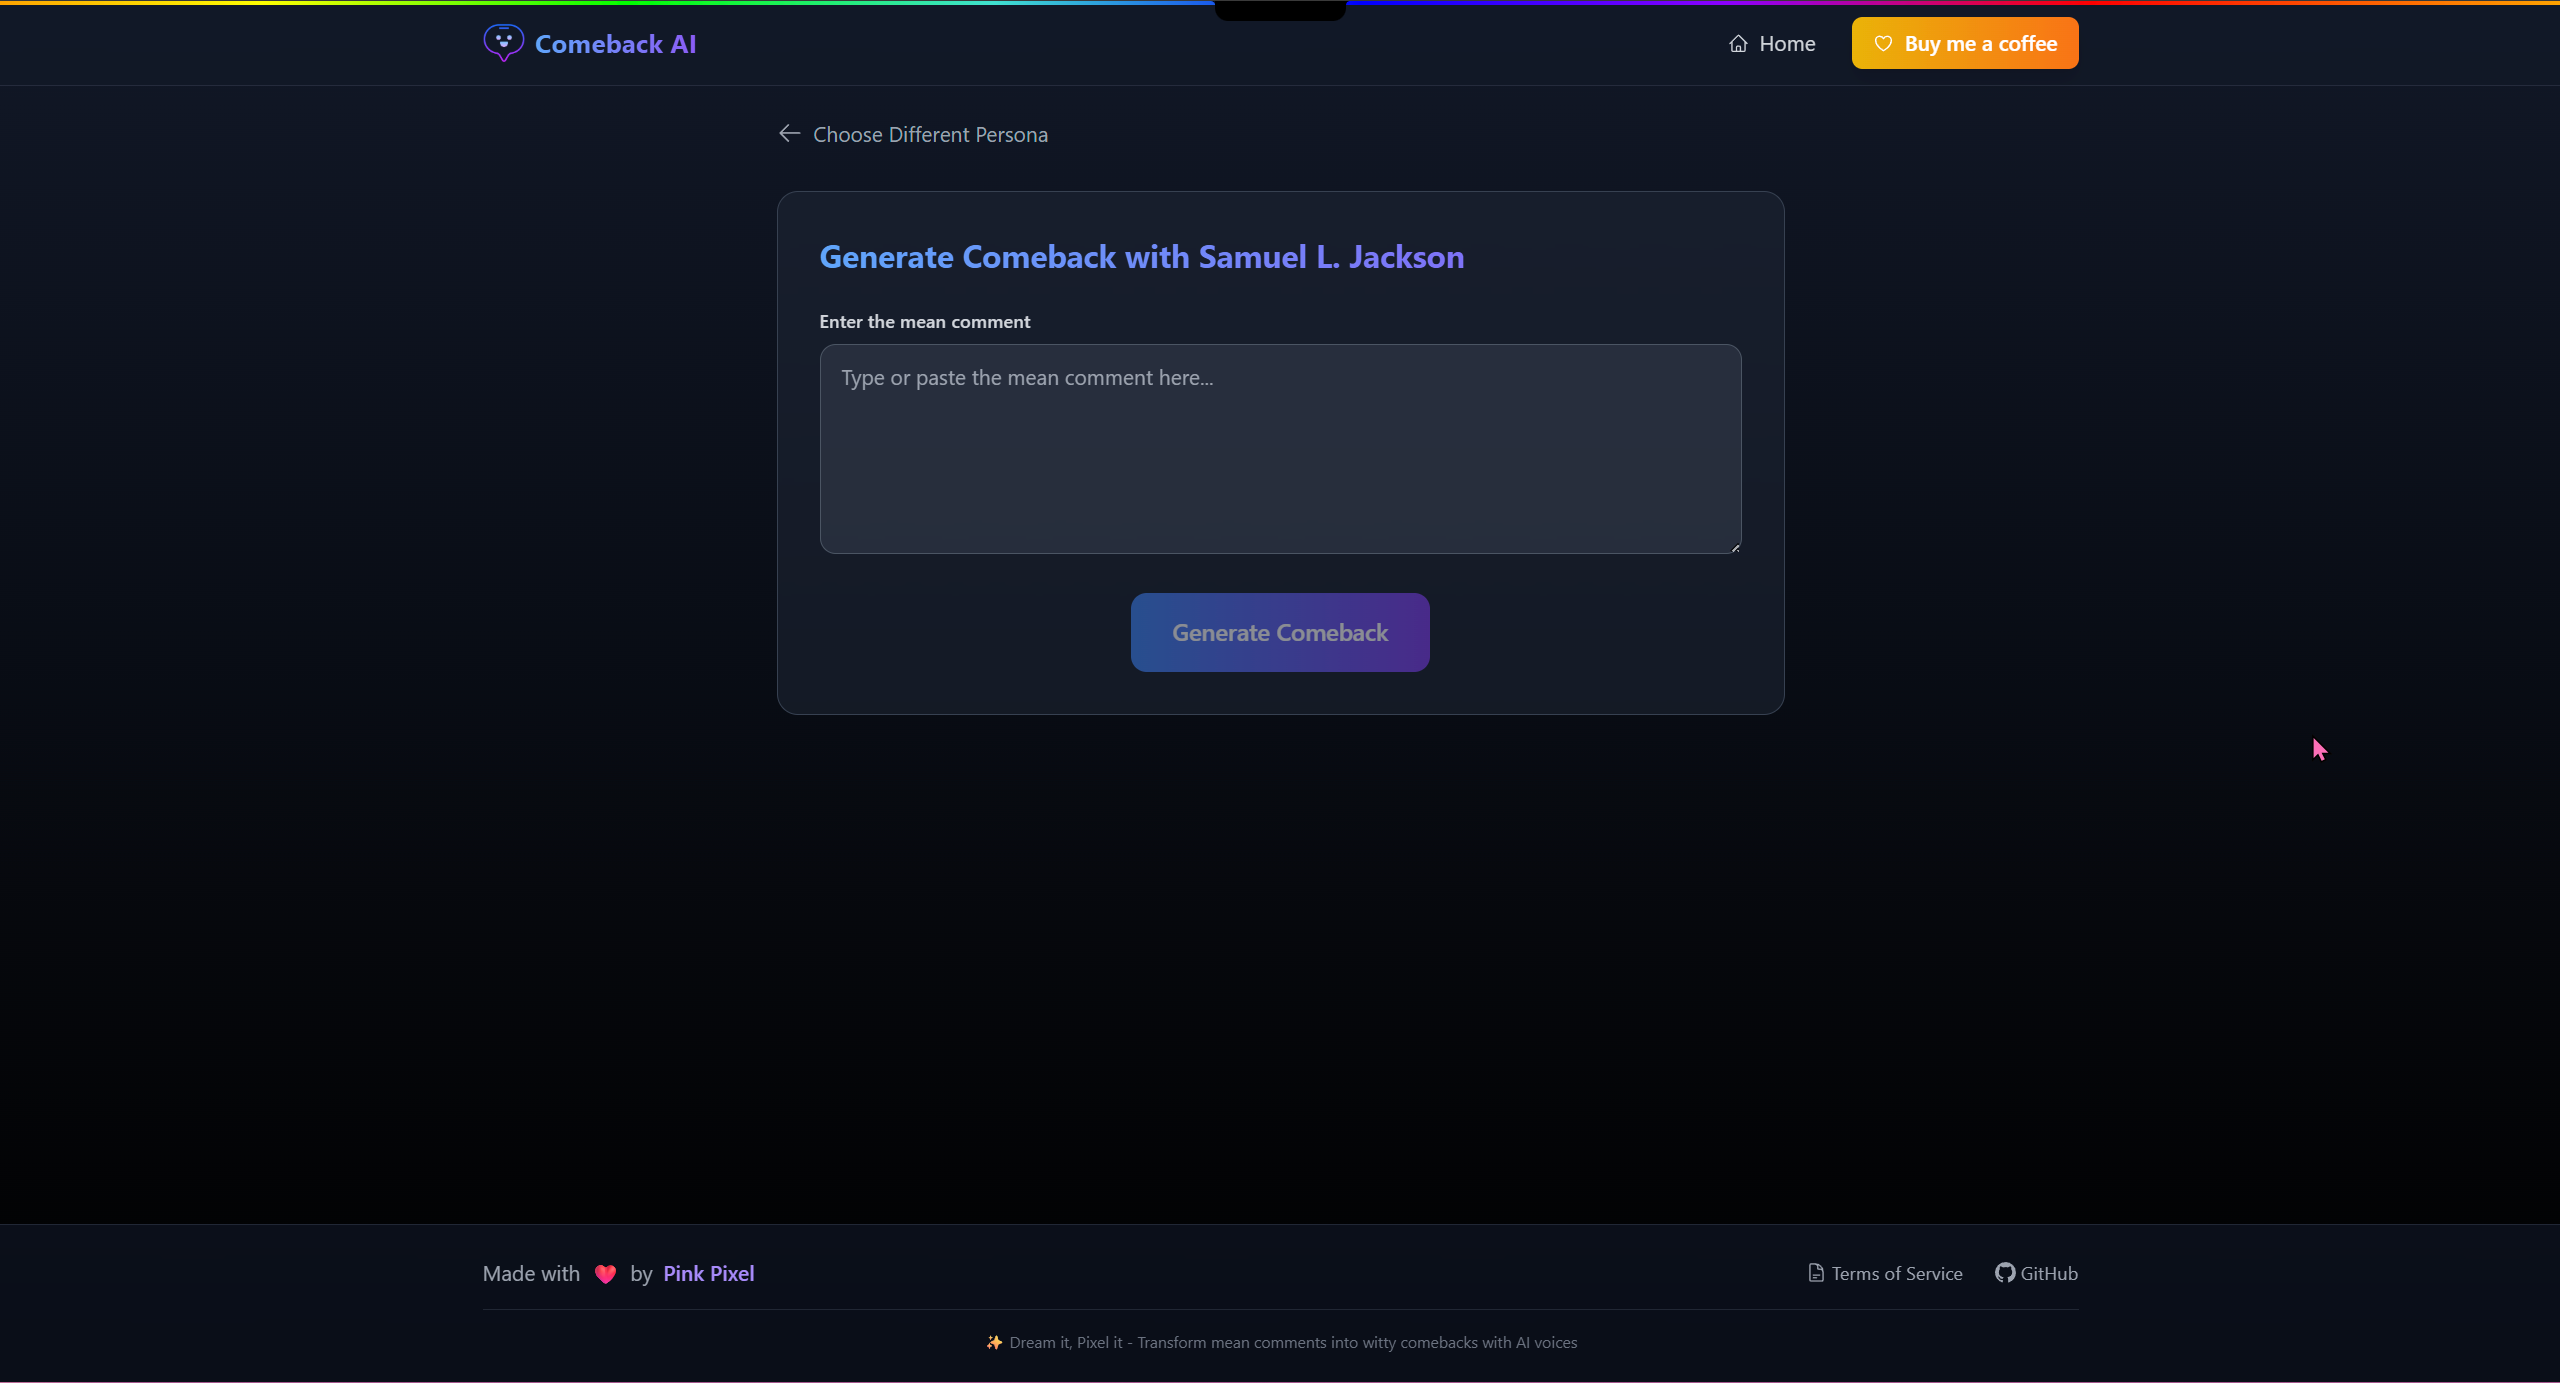 Comeback AI
Home
Buy me a coffee
Choose Different Persona
Generate Comeback with Samuel L. Jackson
Enter the mean comment
Type or paste the mean comment here...
Generate Comeback
Made with ❤️ by Pink Pixel
Terms of Service
GitHub
✨ Dream it, Pixel it - Transform mean comments into witty comebacks with AI voices